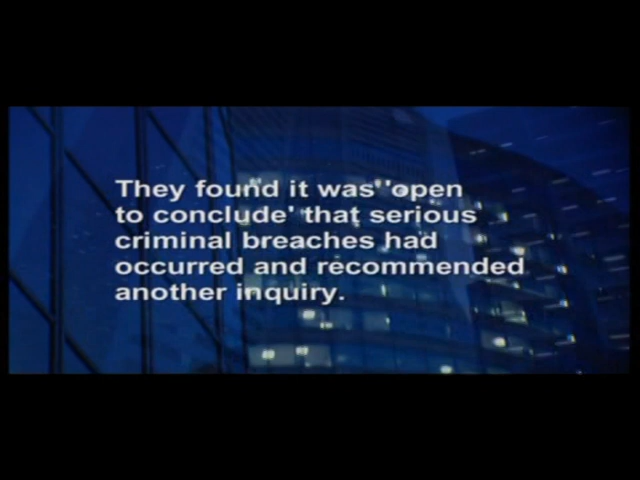 They found it was 'open
to conclude' that serious
criminal breaches had
occurred and recommended
another inquiry.